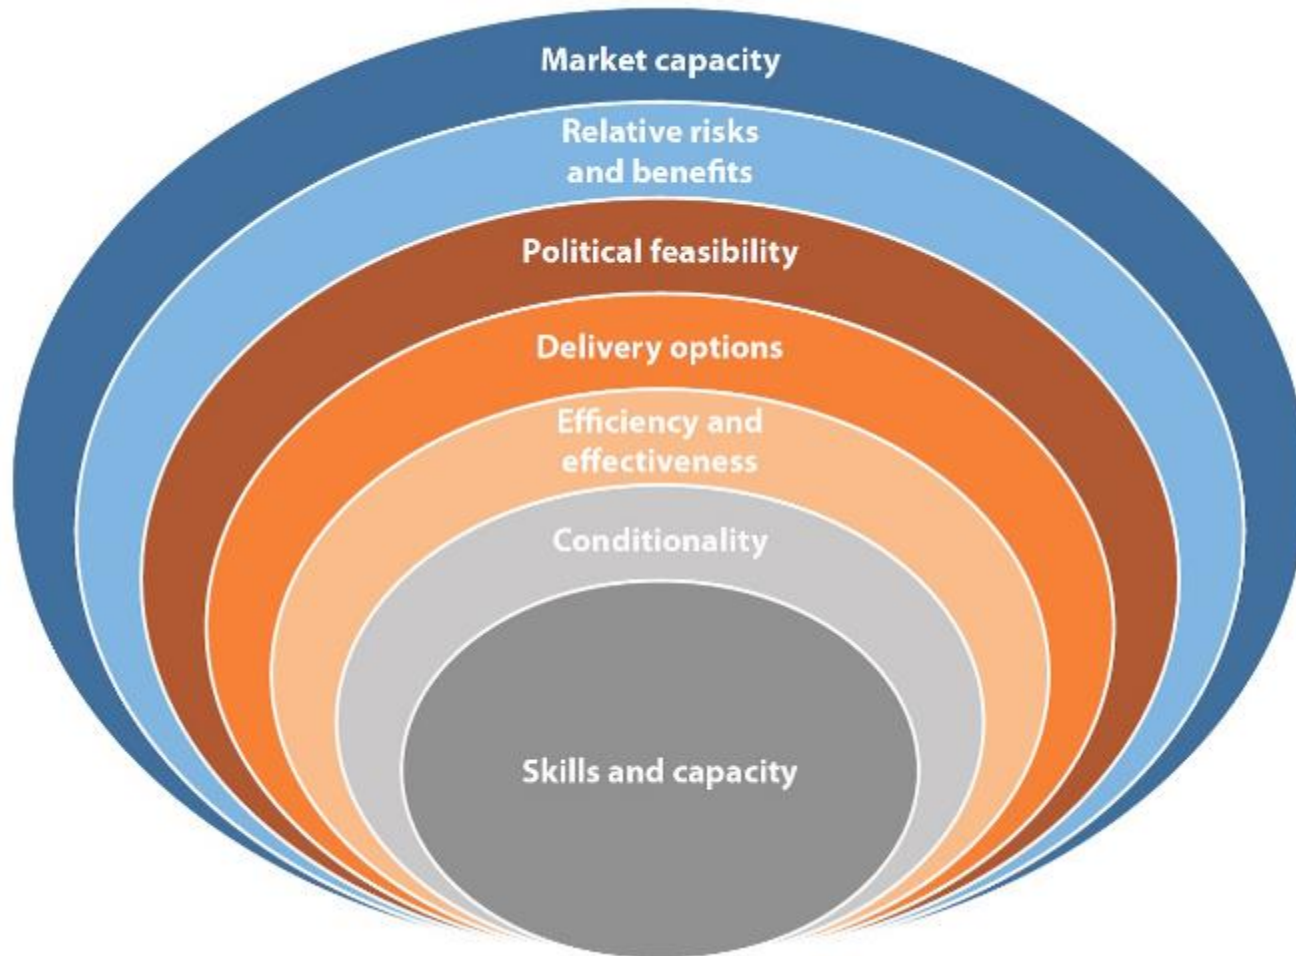 Market capacity
Relative risks
and benefits
Political feasibility
Delivery options
Efficiency and
effectiveness
Conditionality
Skills and capacity